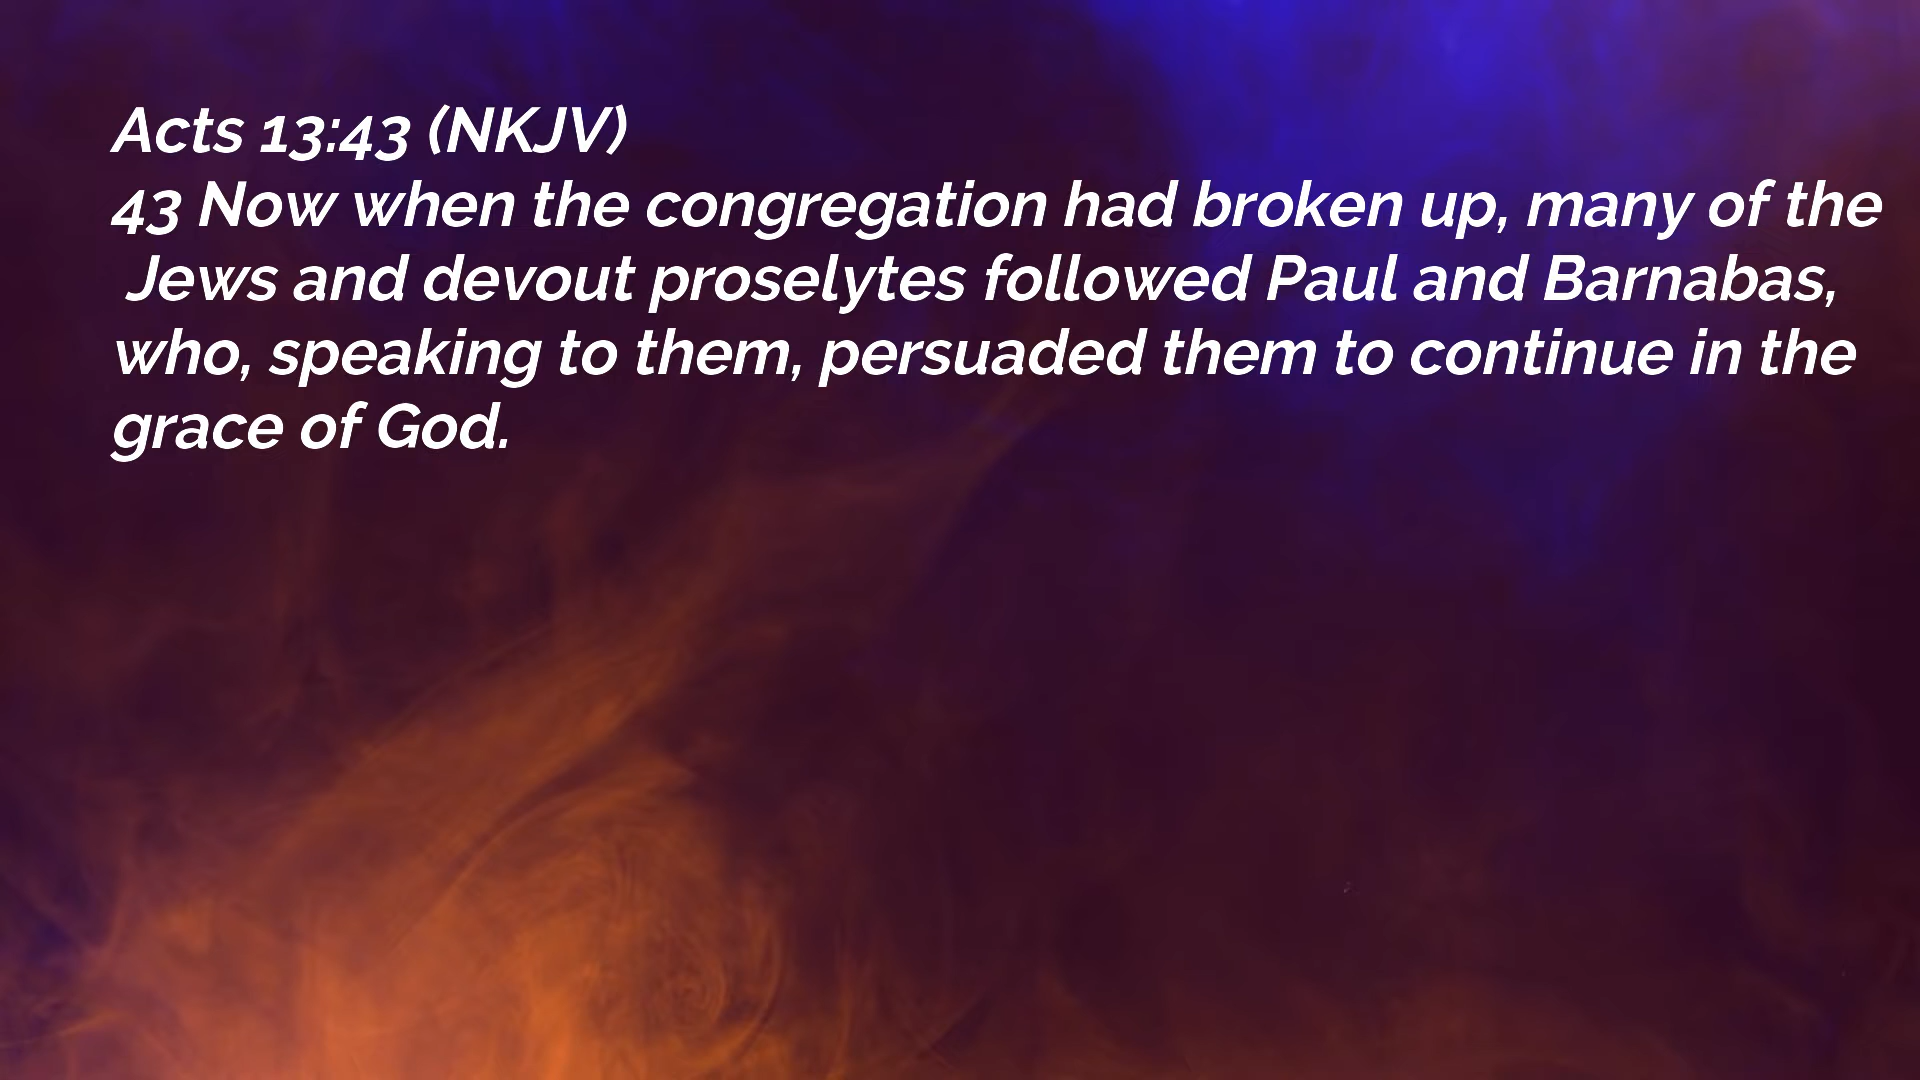 Acts 13:43 (NKJV)
43 Now when the congregation had broken up, many of the
Jews and devout proselytes followed Paul and Barnabas,
who, speaking to them, persuaded them to continue in the
grace of God.